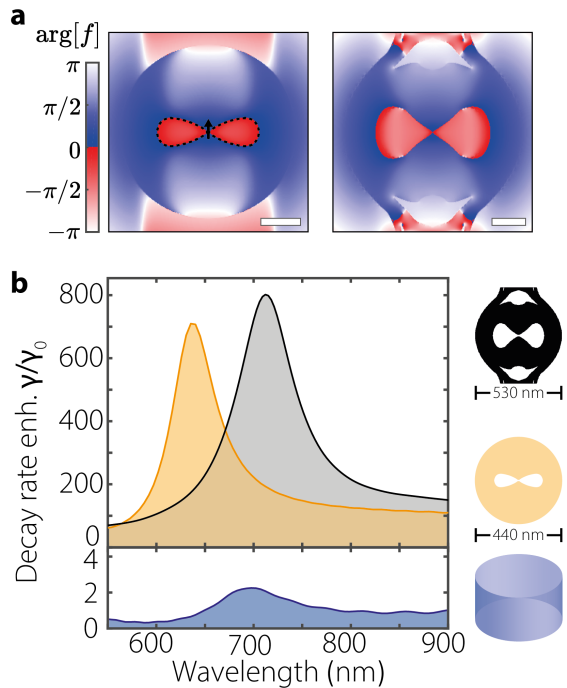 a
arg[f]
π
π/2
0
−π/2
−π
b
Decay rate enh. γ/γ0
800
600
400
200
0
4
2
0
600
700
800
900
Wavelength (nm)
530 nm
440 nm